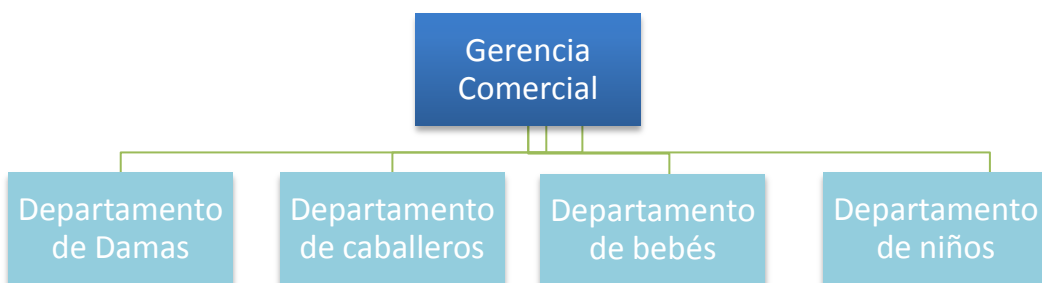 Gerencia
Comercial
Departamento
de Damas
Departamento
de caballeros
Departamento
de bebés
Departamento
de niños